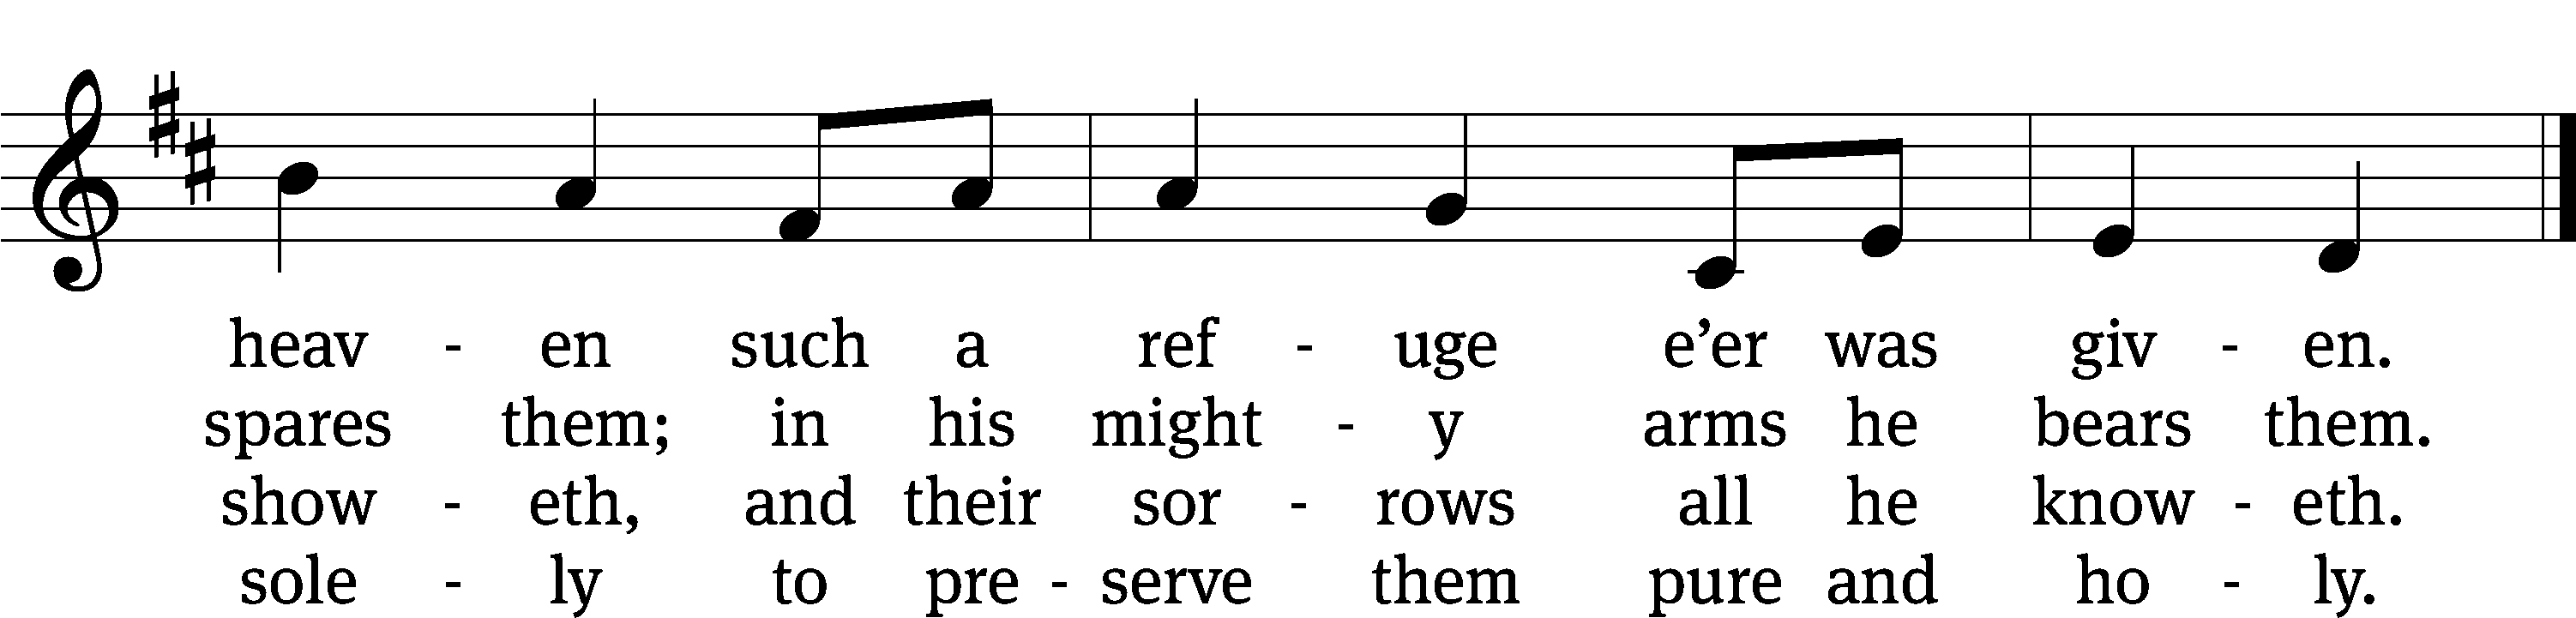 heav - en such a ref - uge e’er was giv - en.
spares them; in his might - y arms he bears them.
show - eth, and their sor - rows all he know - eth.
sole - ly to pre - serve them pure and ho - ly.